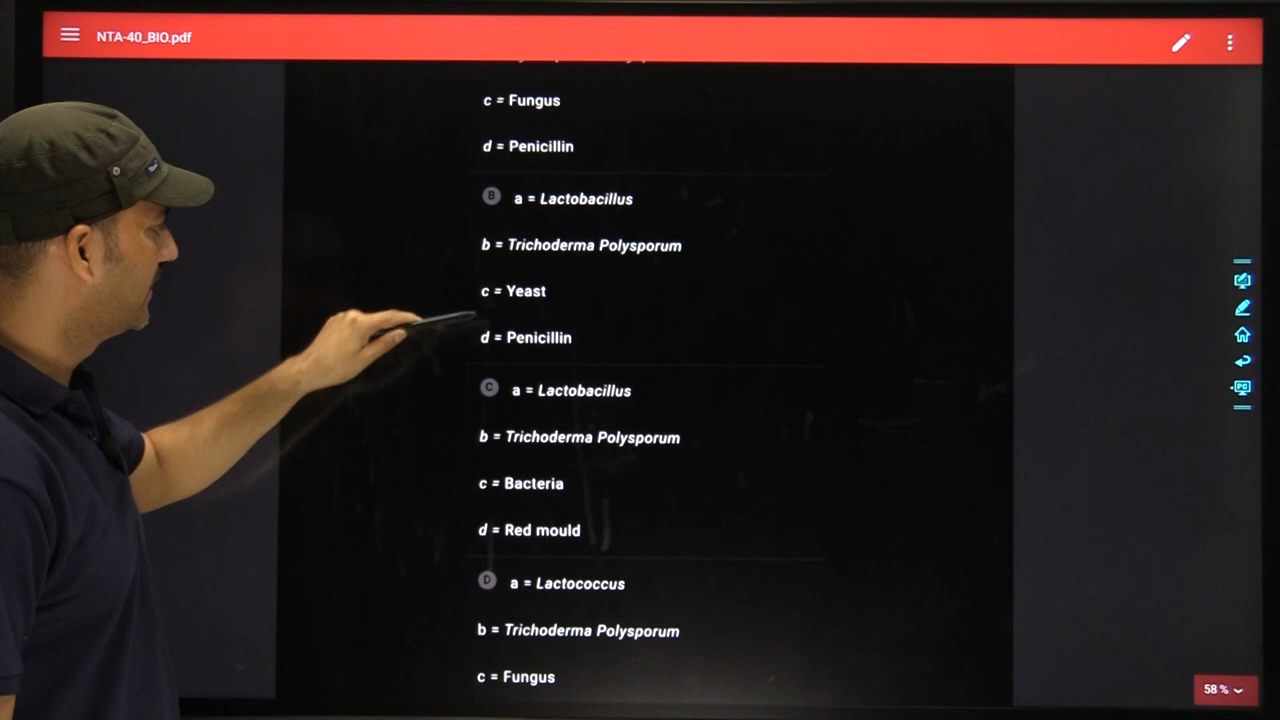 NTA-40_BIO.pdf
c = Fungus
d = Penicillin
B a = Lactobacillus
b = Trichoderma Polysporum
c = Yeast
d = Penicillin
C a = Lactobacillus
b = Trichoderma Polysporum
c = Bacteria
d = Red mould
D a = Lactococcus
b = Trichoderma Polysporum
c = Fungus
PC
58 %